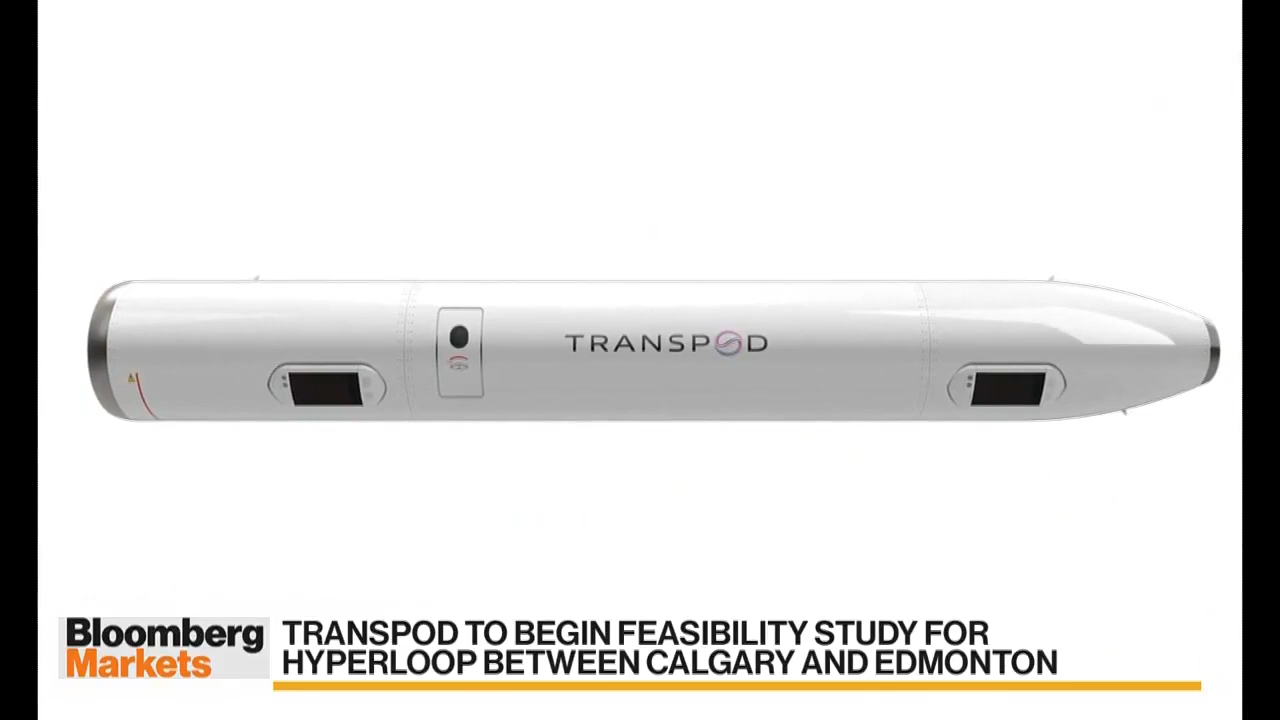 TRANSPOD
Bloomberg
Markets
TRANSPOD TO BEGIN FEASIBILITY STUDY FOR
HYPERLOOP BETWEEN CALGARY AND EDMONTON